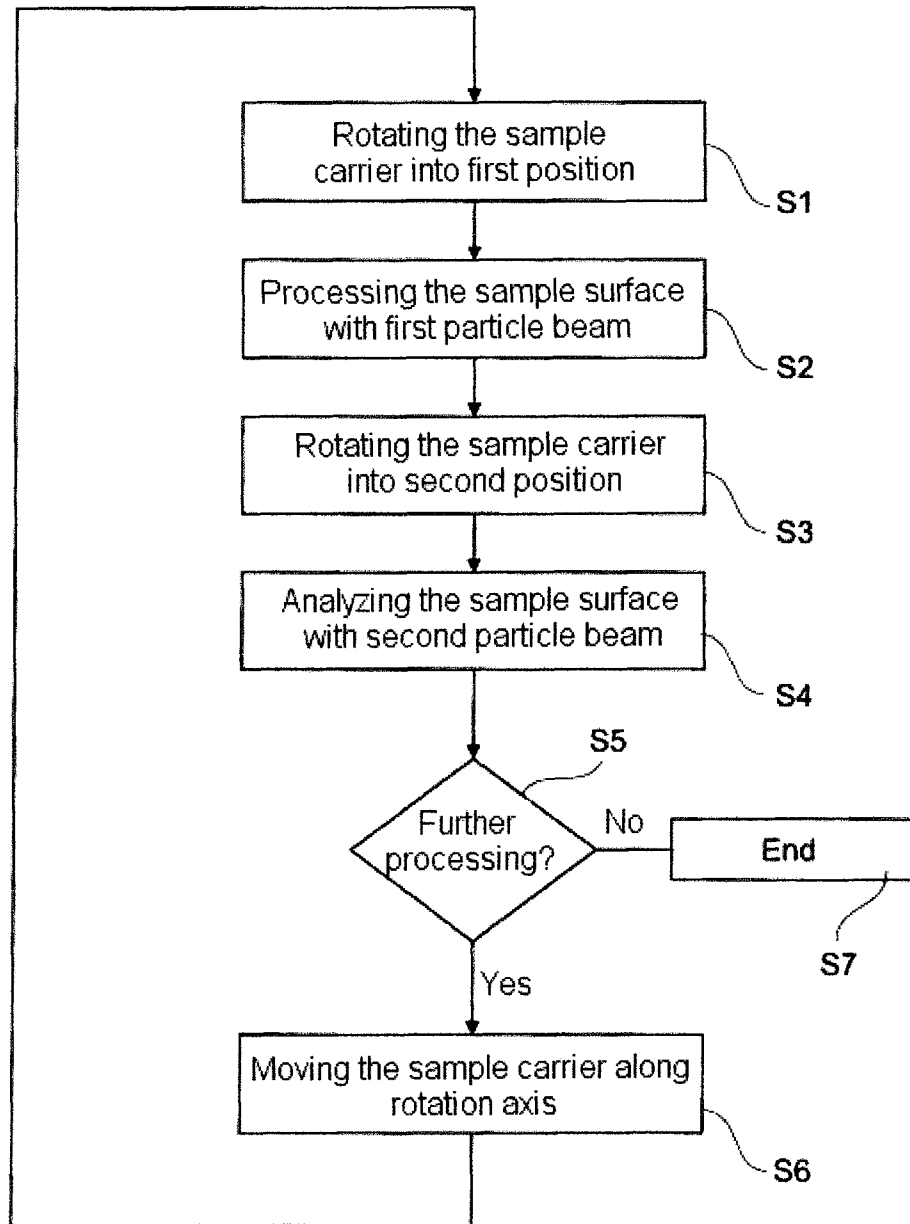 Rotating the sample
carrier into first position
S1
Processing the sample surface
with first particle beam
S2
Rotating the sample carrier
into second position
S3
Analyzing the sample surface
with second particle beam
S4
S5
Further
processing?
No
End
S7
Yes
Moving the sample carrier along
rotation axis
S6